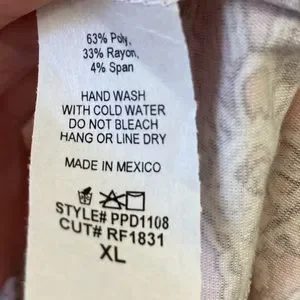 63% Poly,
33% Rayon,
4% Span
HAND WASH
WITH COLD WATER
DO NOT BLEACH
HANG OR LINE DRY
MADE IN MEXICO
STYLE# PPD1108
CUT# RF1831
XL